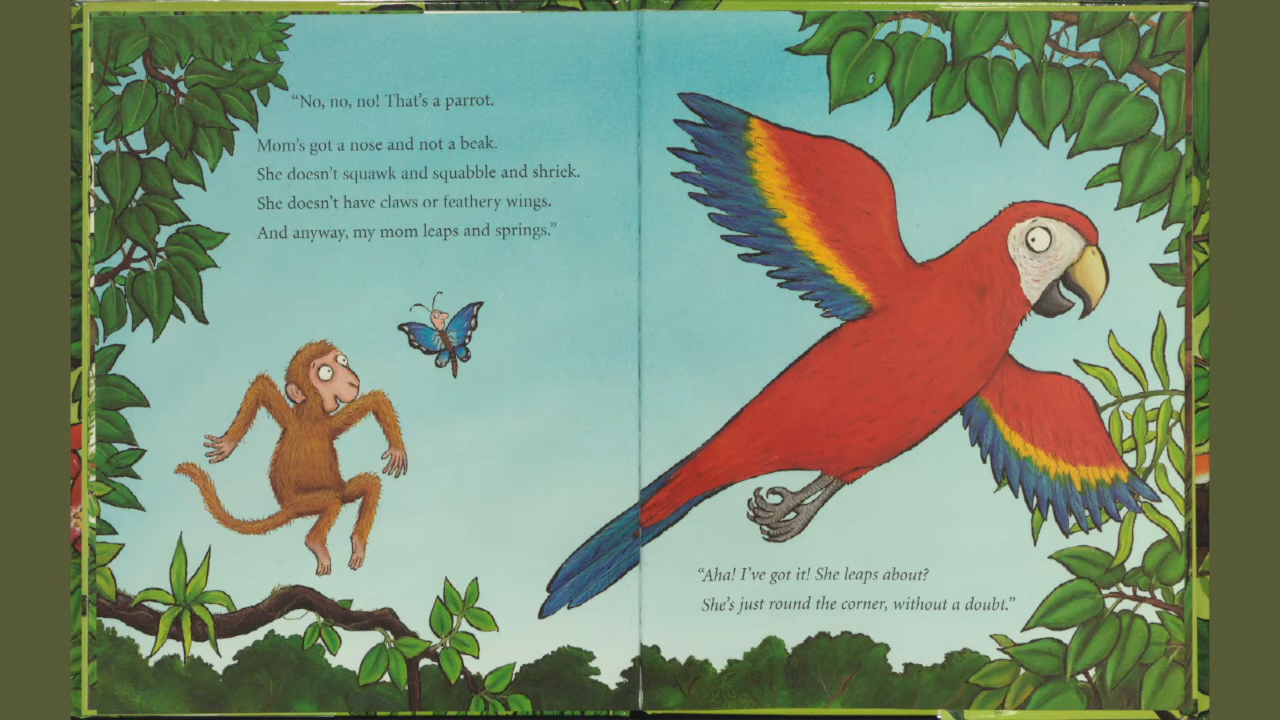 “No, no, no! That’s a parrot.
Mom’s got a nose and not a beak.
She doesn’t squawk and squabble and shriek.
She doesn’t have claws or feathery wings.
And anyway, my mom leaps and springs.”
“Aha! I’ve got it! She leaps about?
She’s just round the corner, without a doubt.”